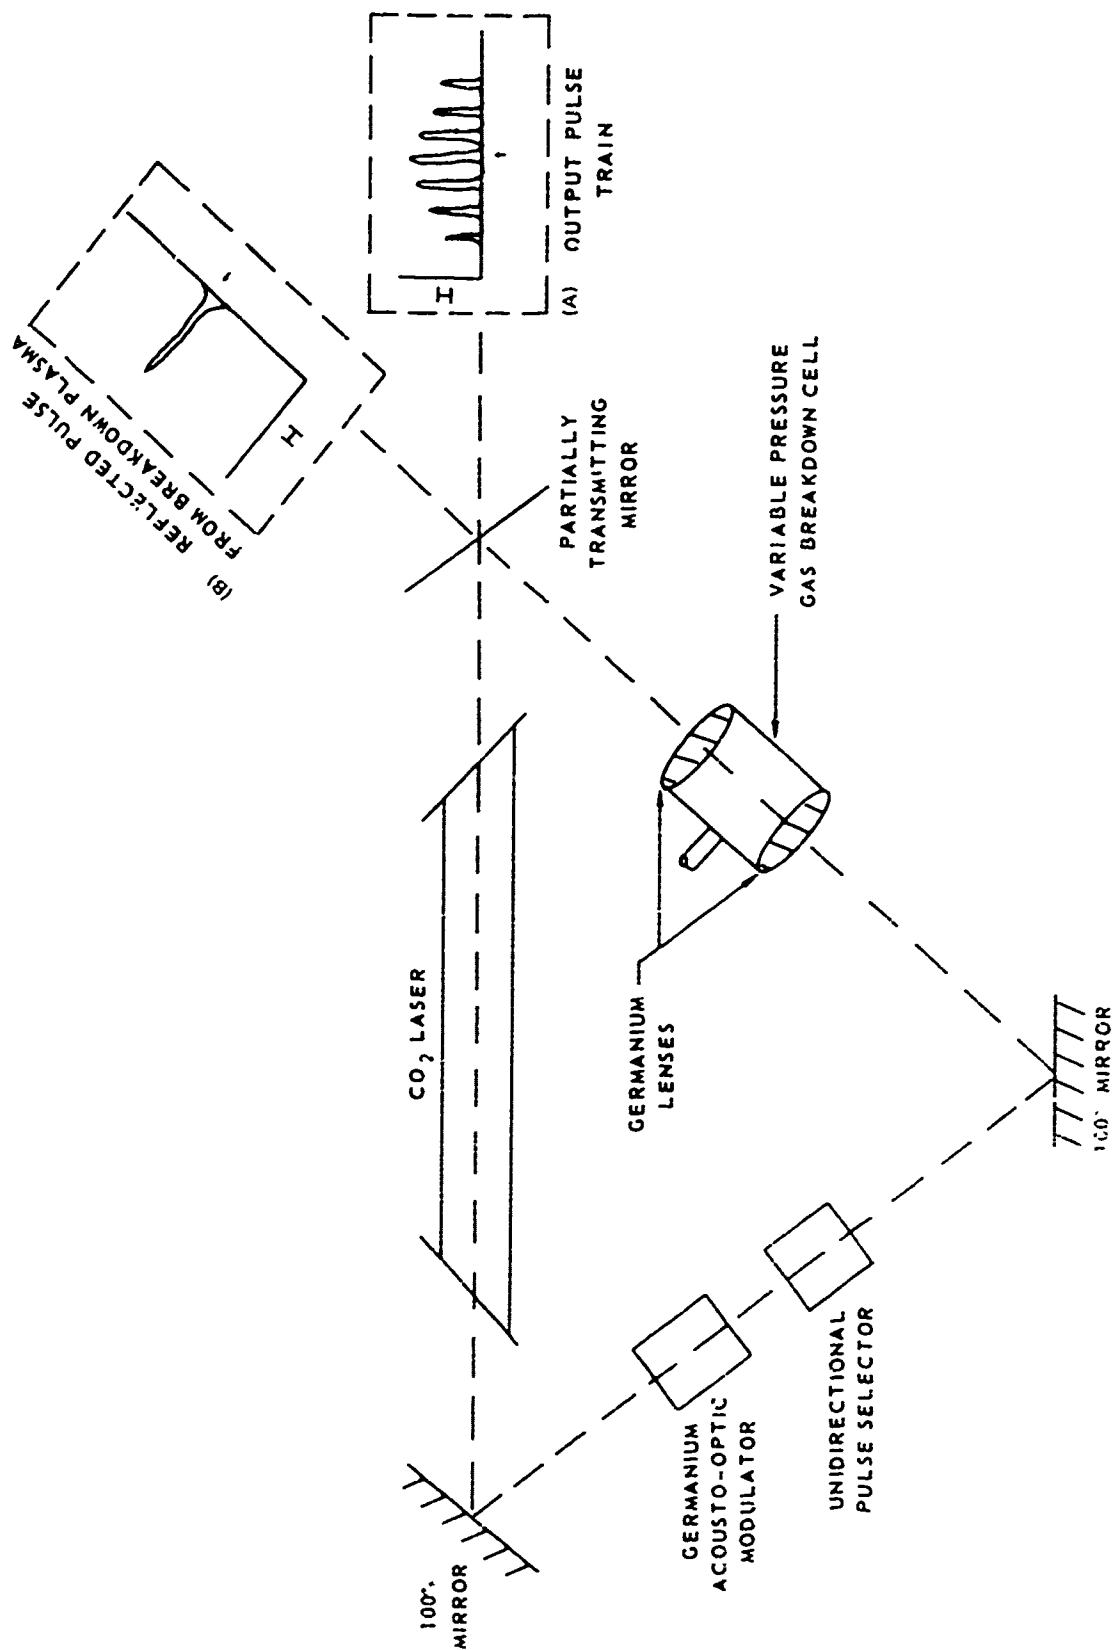 (B) REFLECTED PULSE
FROM BREAKDOWN PLASMA
I
t
I
t
(A) OUTPUT PULSE
TRAIN
CO2 LASER
PARTIALLY
TRANSMITTING
MIRROR
VARIABLE PRESSURE
GAS BREAKDOWN CELL
GERMANIUM
LENSES
100%
MIRROR
GERMANIUM
ACOUSTO-OPTIC
MODULATOR
UNIDIRECTIONAL
PULSE SELECTOR
100% MIRROR